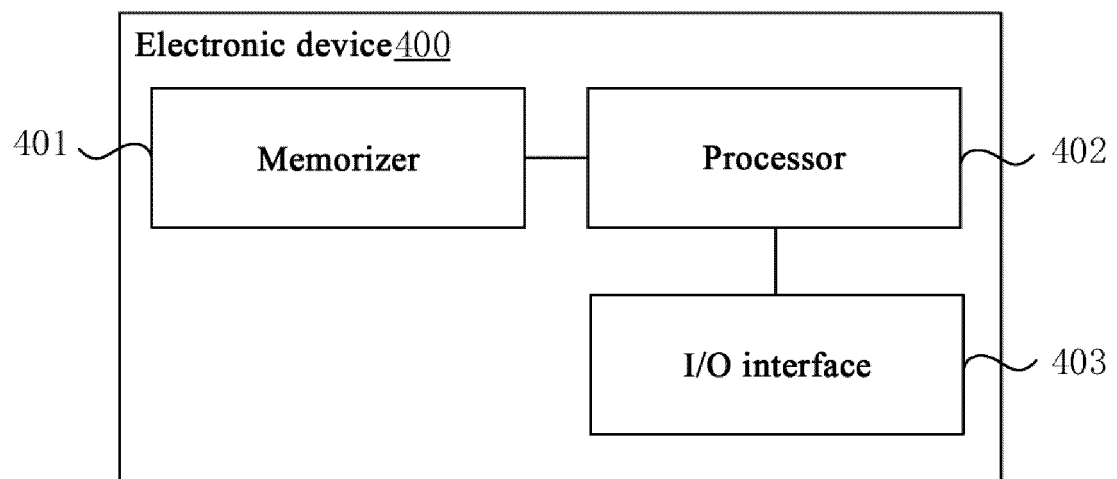 Electronic device400
401
Memorizer
Processor
402
I/O interface
403